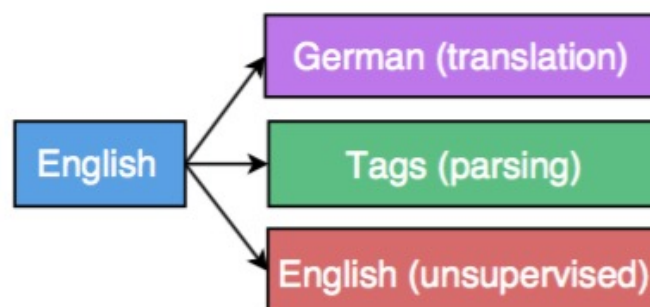 German (translation)
English
Tags (parsing)
English (unsupervised)